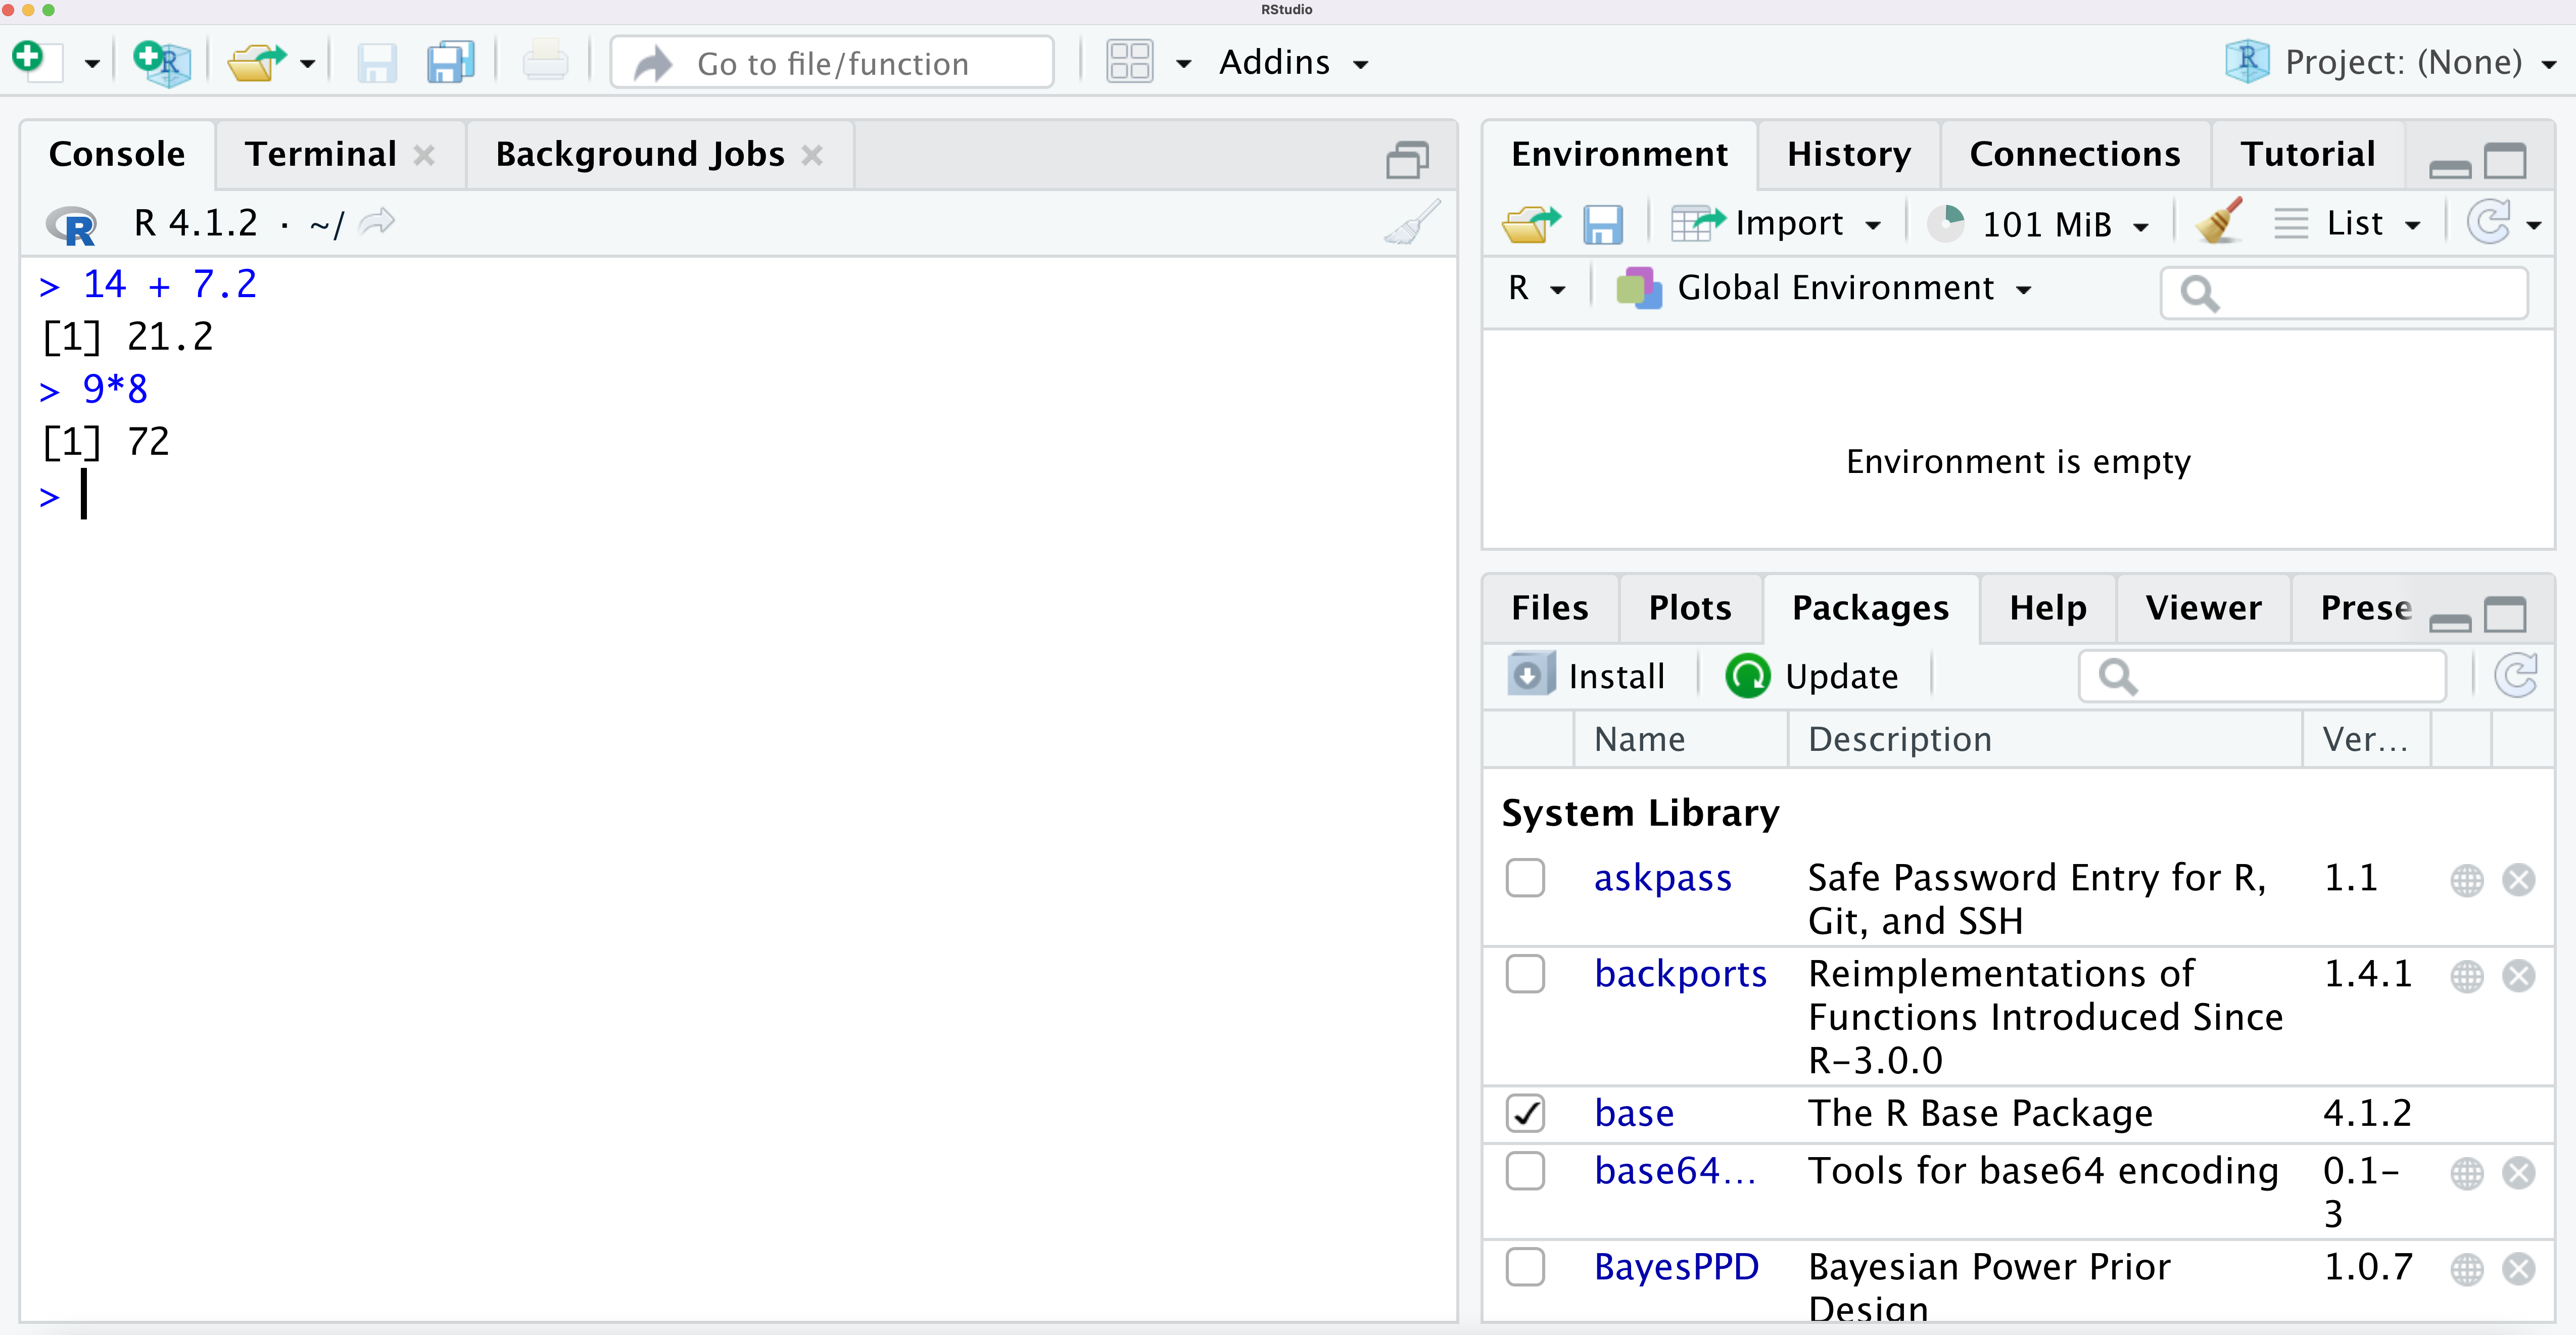 RStudio
Go to file/function
Addins
Project: (None)
Console Terminal Background Jobs
R 4.1.2 · ~/
> 14 + 7.2
[1] 21.2
> 9*8
[1] 72
>
Environment History Connections Tutorial
Import 101 MiB List
R Global Environment
Environment is empty
Files Plots Packages Help Viewer Prese
Install Update
Name Description Ver...
System Library
askpass Safe Password Entry for R, 1.1
Git, and SSH
backports Reimplementations of 1.4.1
Functions Introduced Since
R-3.0.0
base The R Base Package 4.1.2
base64... Tools for base64 encoding 0.1-
3
BayesPPD Bayesian Power Prior 1.0.7
Design